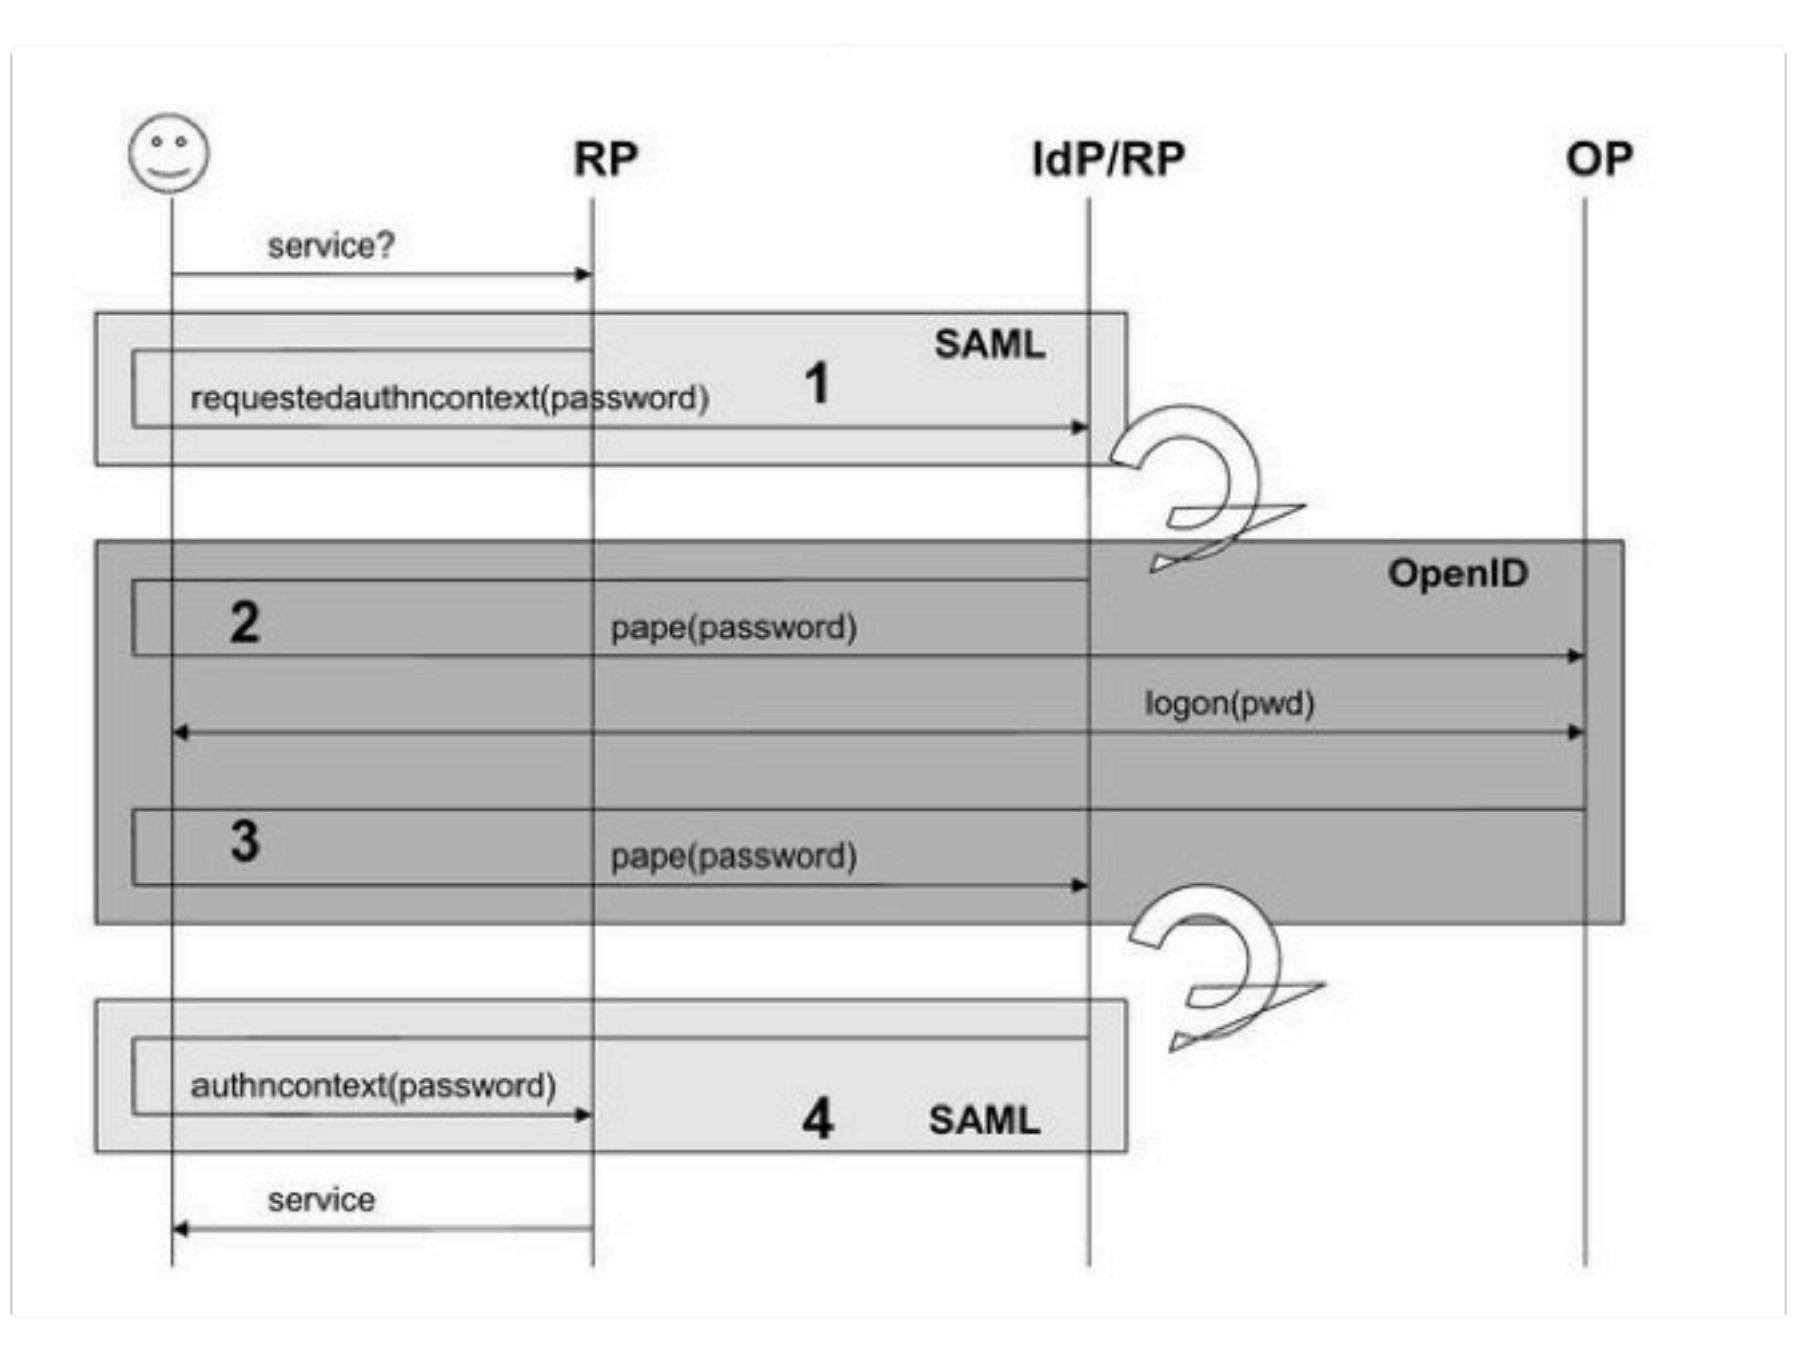 RP
IdP/RP
OP
service?
SAML
1
requestedauthncontext(password)
OpenID
2
pape(password)
logon(pwd)
3
pape(password)
authncontext(password)
4
SAML
service